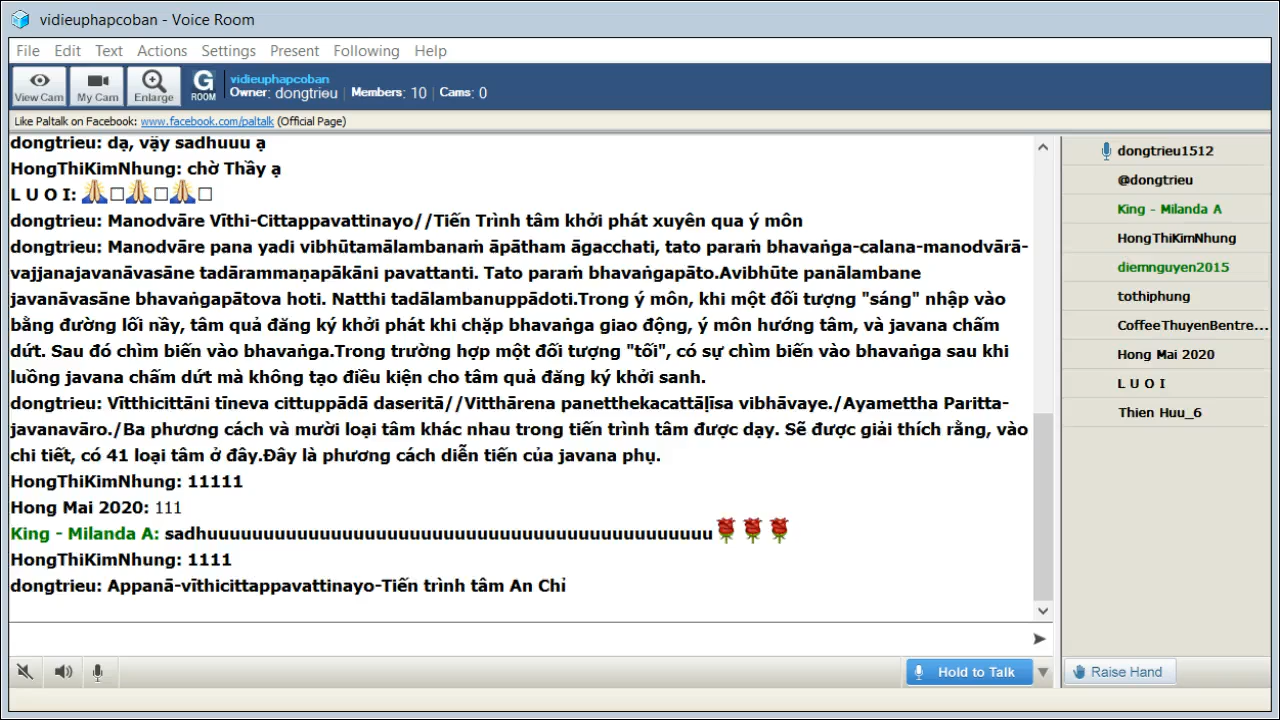 vidieuphapcoban - Voice Room
File Edit Text Actions Settings Present Following Help
View Cam My Cam Enlarge G ROOM
vidieuphapcoban
Owner: dongtrieu | Members: 10 | Cams: 0
Like Paltalk on Facebook: www.facebook.com/paltalk (Official Page)
dongtrieu: dạ, vậy sadhuuu ạ
HongThiKimNhung: chờ Thầy ạ
L U O I:
dongtrieu: Manodvāre Vīthi-Cittappavattinayo//Tiến Trình tâm khởi phát xuyên qua ý môn
dongtrieu: Manodvāre pana yadi vibhūtamālambanaṁ āpātham āgacchati, tato paraṁ bhavaṅga-calana-manodvārā-
vajjanajavanāvasāne tadārammaṇapākāni pavattanti. Tato paraṁ bhavaṅgapāto.Avibhūte panālambane
javanāvasāne bhavaṅgapātova hoti. Natthi tadālambanuppādoti.Trong ý môn, khi một đối tượng "sáng" nhập vào
bằng đường lối nầy, tâm quả đăng ký khởi phát khi chặp bhavaṅga giao động, ý môn hướng tâm, và javana chấm
dứt. Sau đó chìm biến vào bhavaṅga.Trong trường hợp một đối tượng "tối", có sự chìm biến vào bhavaṅga sau khi
luồng javana chấm dứt mà không tạo điều kiện cho tâm quả đăng ký khởi sanh.
dongtrieu: Vītthicittāni tīneva cittuppādā daseritā//Vitthārena panetthekacattāḷīsa vibhāvaye./Ayamettha Paritta-
javanavāro./Ba phương cách và mười loại tâm khác nhau trong tiến trình tâm được dạy. Sẽ được giải thích rằng, vào
chi tiết, có 41 loại tâm ở đây.Đây là phương cách diễn tiến của javana phụ.
HongThiKimNhung: 11111
Hong Mai 2020: 111
King - Milanda A: sadhuuuuuuuuuuuuuuuuuuuuuuuuuuuuuuuuuuuuuuuuuuuuu
HongThiKimNhung: 1111
dongtrieu: Appanā-vīthicittappavattinayo-Tiến trình tâm An Chỉ
Hold to Talk
dongtrieu1512
@dongtrieu
King - Milanda A
HongThiKimNhung
diemnguyen2015
tothiphung
CoffeeThuyenBentre...
Hong Mai 2020
L U O I
Thien Huu_6
Raise Hand